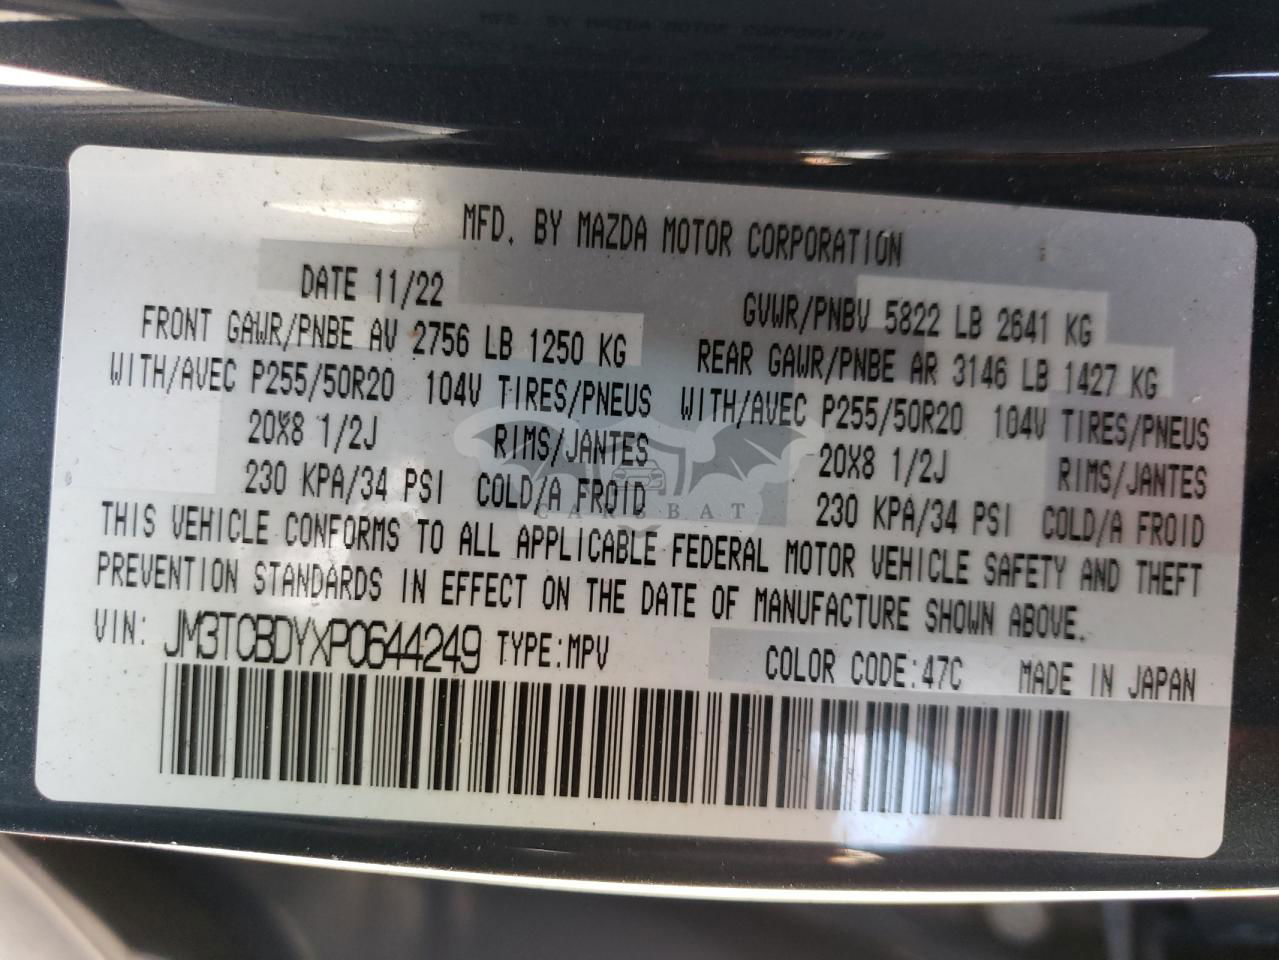 MFD. BY MAZDA MOTOR CORPORATION
DATE 11/22 GVWR/PNBV 5822 LB 2641 KG
FRONT GAWR/PNBE AV 2756 LB 1250 KG REAR GAWR/PNBE AR 3146 LB 1427 KG
WITH/AVEC P255/50R20 104V TIRES/PNEUS WITH/AVEC P255/50R20 104V TIRES/PNEUS
20X8 1/2J RIMS/JANTES 20X8 1/2J RIMS/JANTES
230 KPA/34 PSI COLD/A FROID 230 KPA/34 PSI COLD/A FROID
THIS VEHICLE CONFORMS TO ALL APPLICABLE FEDERAL MOTOR VEHICLE SAFETY AND THEFT
PREVENTION STANDARDS IN EFFECT ON THE DATE OF MANUFACTURE SHOWN ABOVE.
VIN: JM3TCBDYXP0644249 TYPE:MPV COLOR CODE:47C MADE IN JAPAN